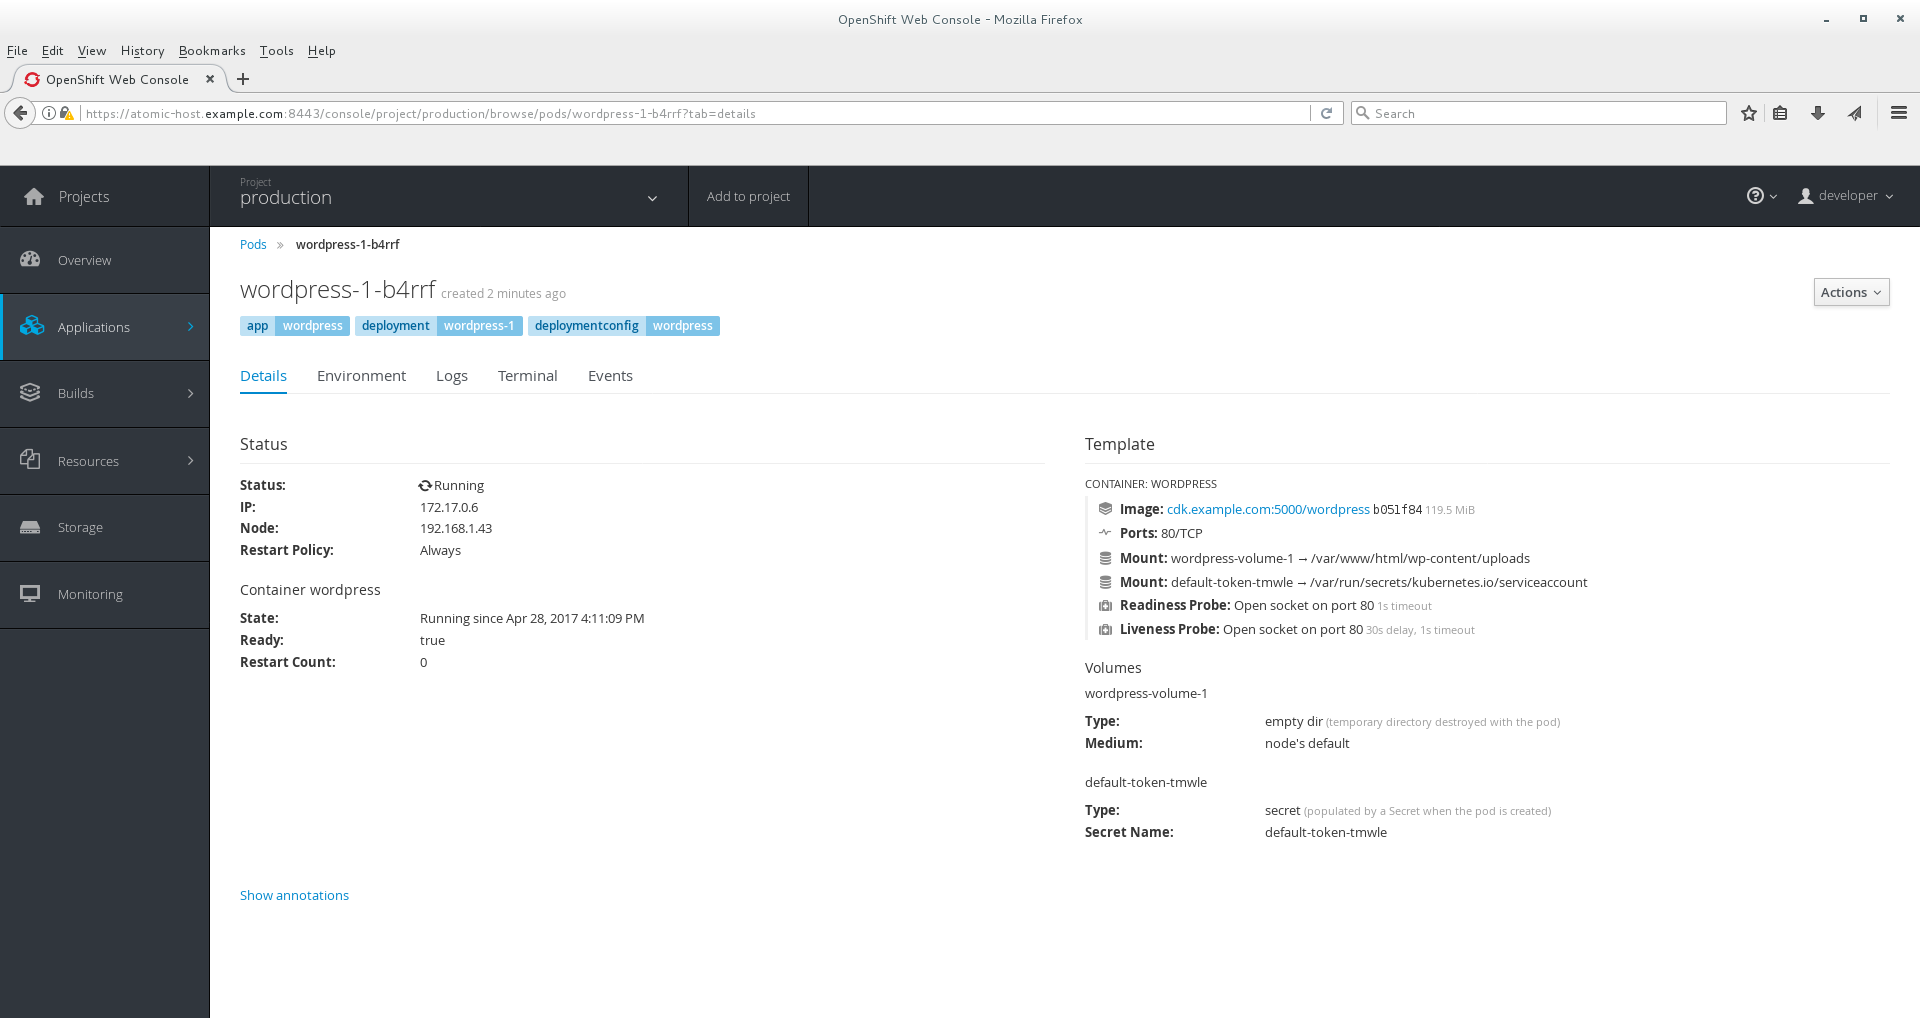 OpenShift Web Console - Mozilla Firefox
File Edit View History Bookmarks Tools Help
OpenShift Web Console
https://atomic-host.example.com:8443/console/project/production/browse/pods/wordpress-1-b4rrf?tab=details
Search
Projects
Project
production
Add to project
developer
Overview
Applications
Builds
Resources
Storage
Monitoring
Pods » wordpress-1-b4rrf
wordpress-1-b4rrf created 2 minutes ago
Actions
app wordpress deployment wordpress-1 deploymentconfig wordpress
Details Environment Logs Terminal Events
Status
Status: Running
IP: 172.17.0.6
Node: 192.168.1.43
Restart Policy: Always
Container wordpress
State: Running since Apr 28, 2017 4:11:09 PM
Ready: true
Restart Count: 0
Template
CONTAINER: WORDPRESS
Image: cdk.example.com:5000/wordpress b051f84 119.5 MiB
Ports: 80/TCP
Mount: wordpress-volume-1 → /var/www/html/wp-content/uploads
Mount: default-token-tmwle → /var/run/secrets/kubernetes.io/serviceaccount
Readiness Probe: Open socket on port 80 1s timeout
Liveness Probe: Open socket on port 80 30s delay, 1s timeout
Volumes
wordpress-volume-1
Type: empty dir (temporary directory destroyed with the pod)
Medium: node's default
default-token-tmwle
Type: secret (populated by a Secret when the pod is created)
Secret Name: default-token-tmwle
Show annotations